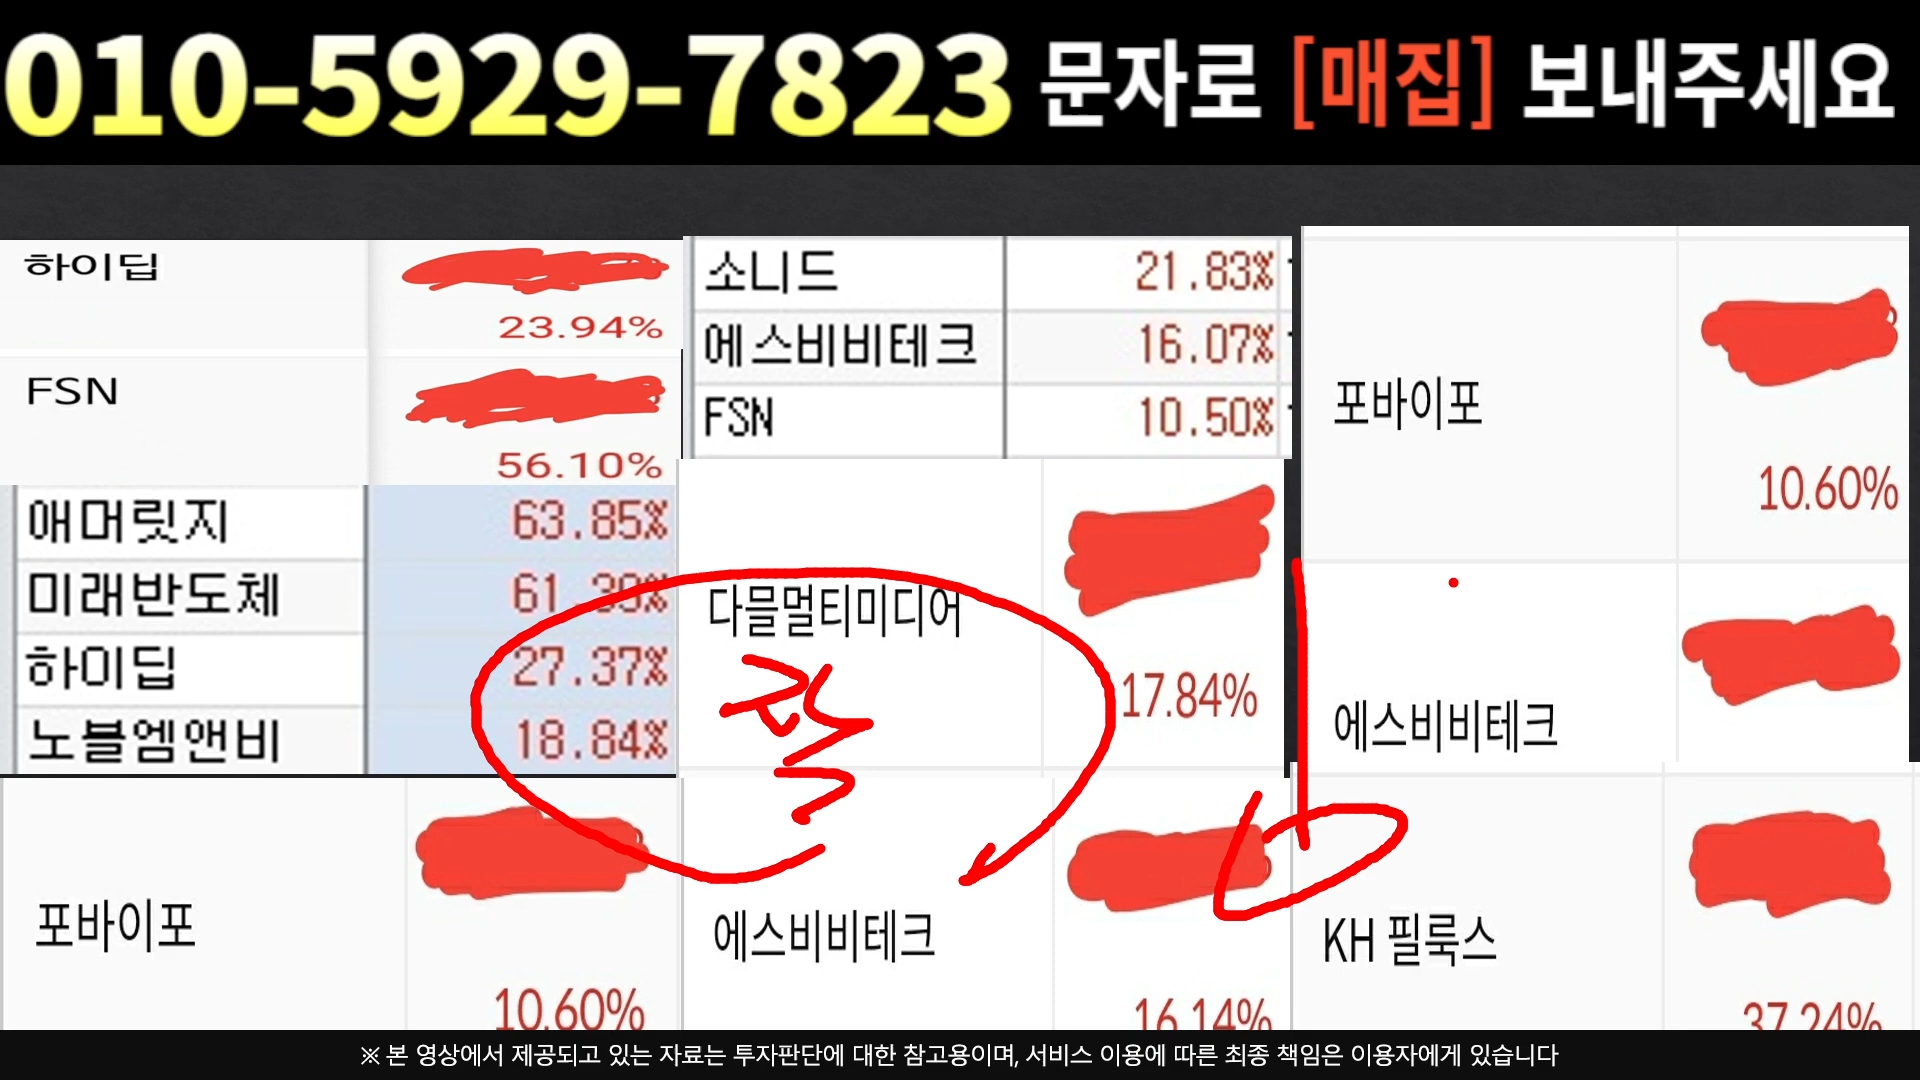 010-5929-7823 문자로 [매집] 보내주세요
하이딥
23.94%
FSN
56.10%
애머릿지 63.85%
미래반도체 61.39%
하이딥 27.37%
노블엠앤비 18.84%
소니드 21.83%
에스비비테크 16.07%
FSN 10.50%
다믈멀티미디어
17.84%
포바이포
10.60%
에스비비테크
포바이포
10.60%
에스비비테크
16.14%
KH 필룩스
37.24%
※ 본 영상에서 제공되고 있는 자료는 투자판단에 대한 참고용이며, 서비스 이용에 따른 최종 책임은 이용자에게 있습니다